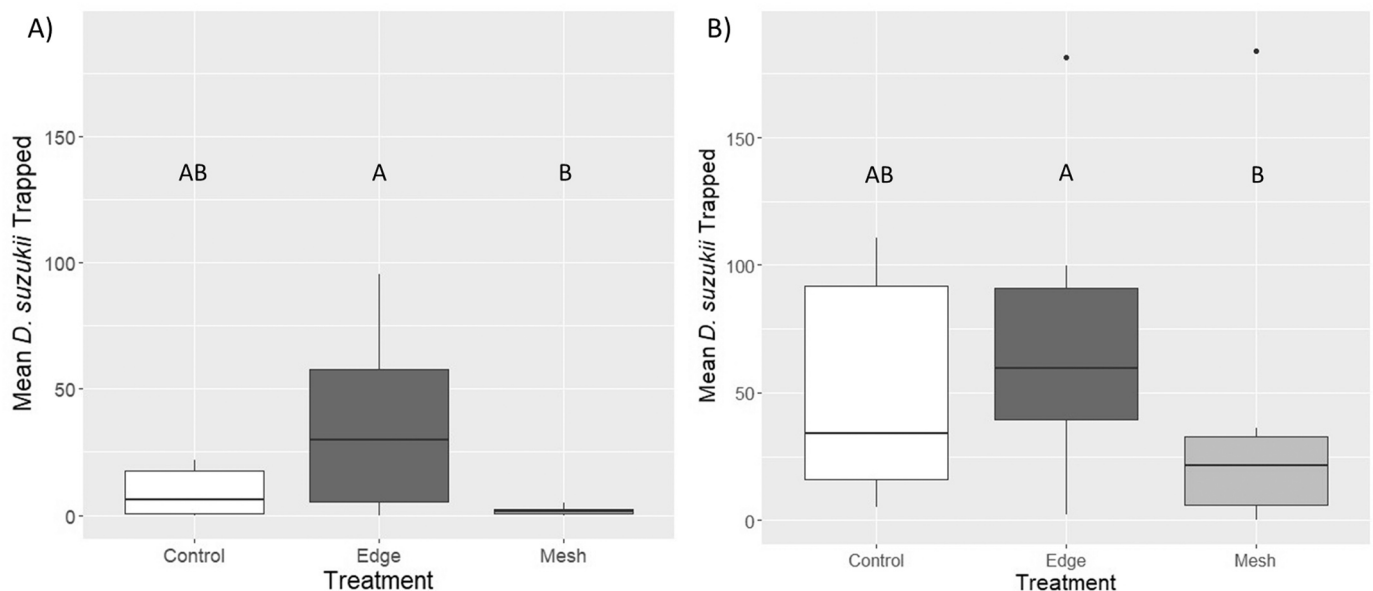 A)
Mean D. suzukii Trapped
150
100
50
0
AB
A
B
Control
Edge
Mesh
Treatment
B)
Mean D. suzukii Trapped
150
100
50
0
AB
A
B
Control
Edge
Mesh
Treatment